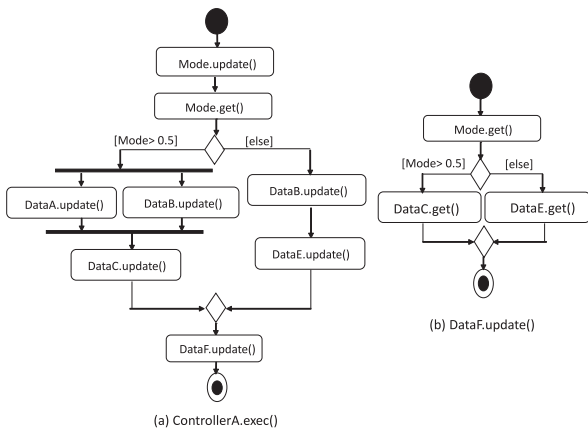 Mode.update()
Mode.get()
[Mode> 0.5]
[else]
DataA.update()
DataB.update()
DataB.update()
DataC.update()
DataE.update()
DataF.update()
(a) ControllerA.exec()
Mode.get()
[Mode> 0.5]
[else]
DataC.get()
DataE.get()
(b) DataF.update()